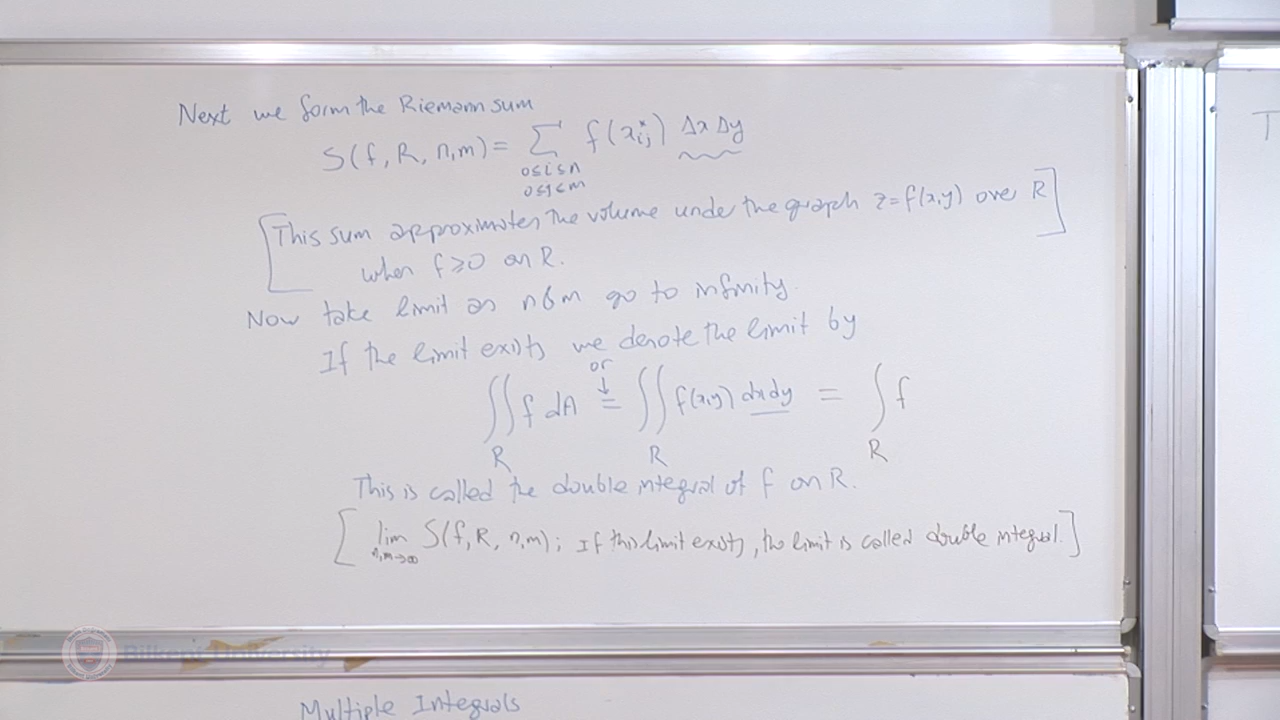 Next we form the Riemann sum
S(f, R, n,m) = ∑ f(x*ij) Δx Δy
0≤i≤n
0≤j≤m
[This sum approximates the volume under the graph z=f(x,y) over R
when f≥0 on R.]
Now take limit as n & m go to infinity.
If the limit exists we denote the limit by
or
∬ f dA = ∬ f(x,y) dxdy = ∫ f
R R R
This is called the double integral of f on R.
[lim S(f, R, n,m); If this limit exists, the limit is called double integral.]
n,m→∞
Bilkent University
Multiple Integrals
T